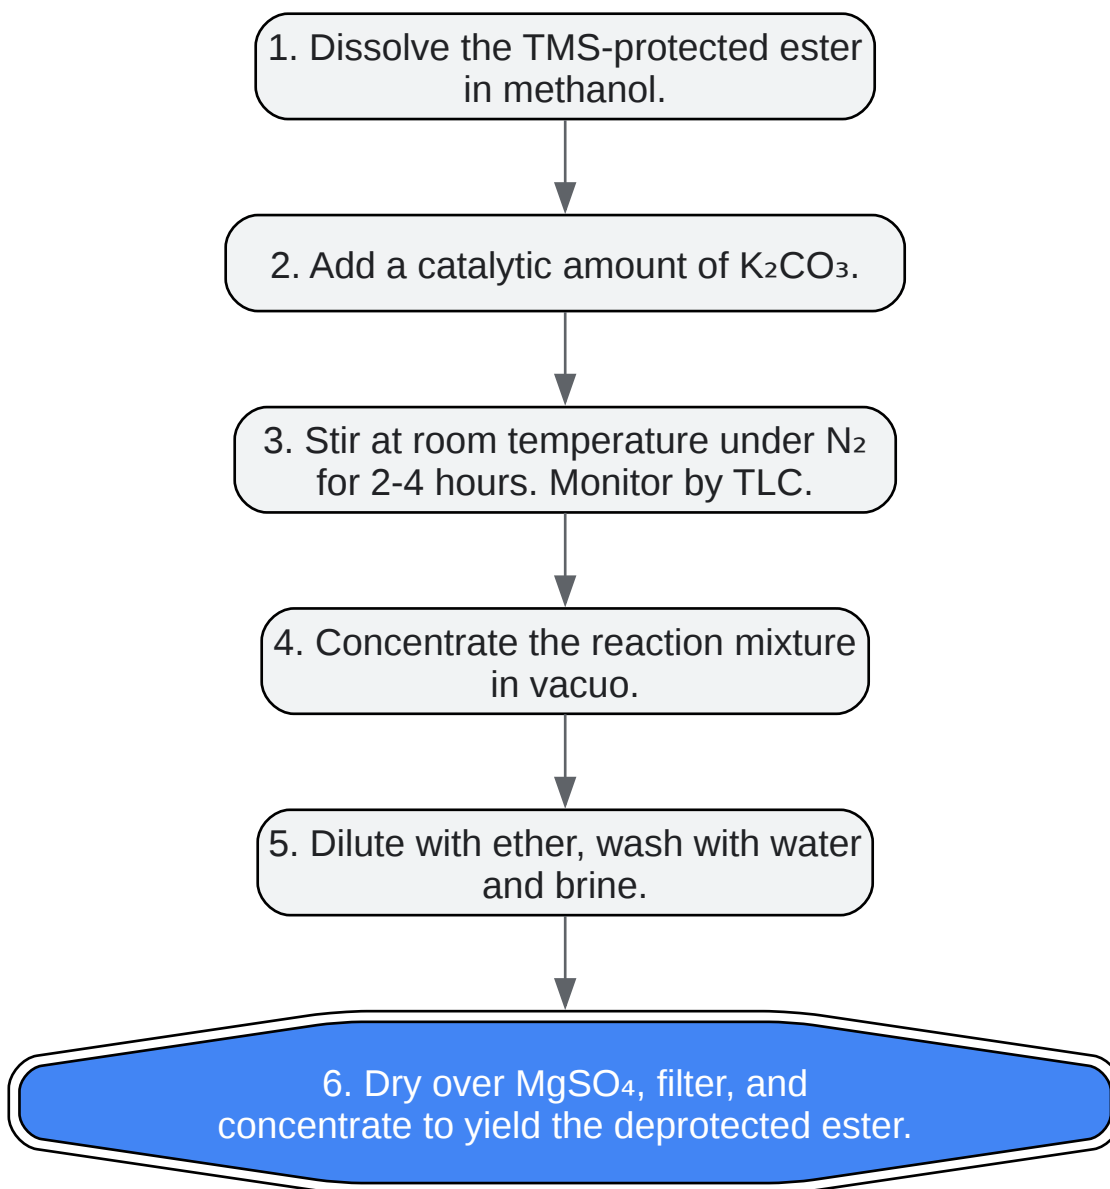 1. Dissolve the TMS-protected ester
in methanol.
2. Add a catalytic amount of K₂CO₃.
3. Stir at room temperature under N₂
for 2-4 hours. Monitor by TLC.
4. Concentrate the reaction mixture
in vacuo.
5. Dilute with ether, wash with water
and brine.
6. Dry over MgSO₄, filter, and
concentrate to yield the deprotected ester.